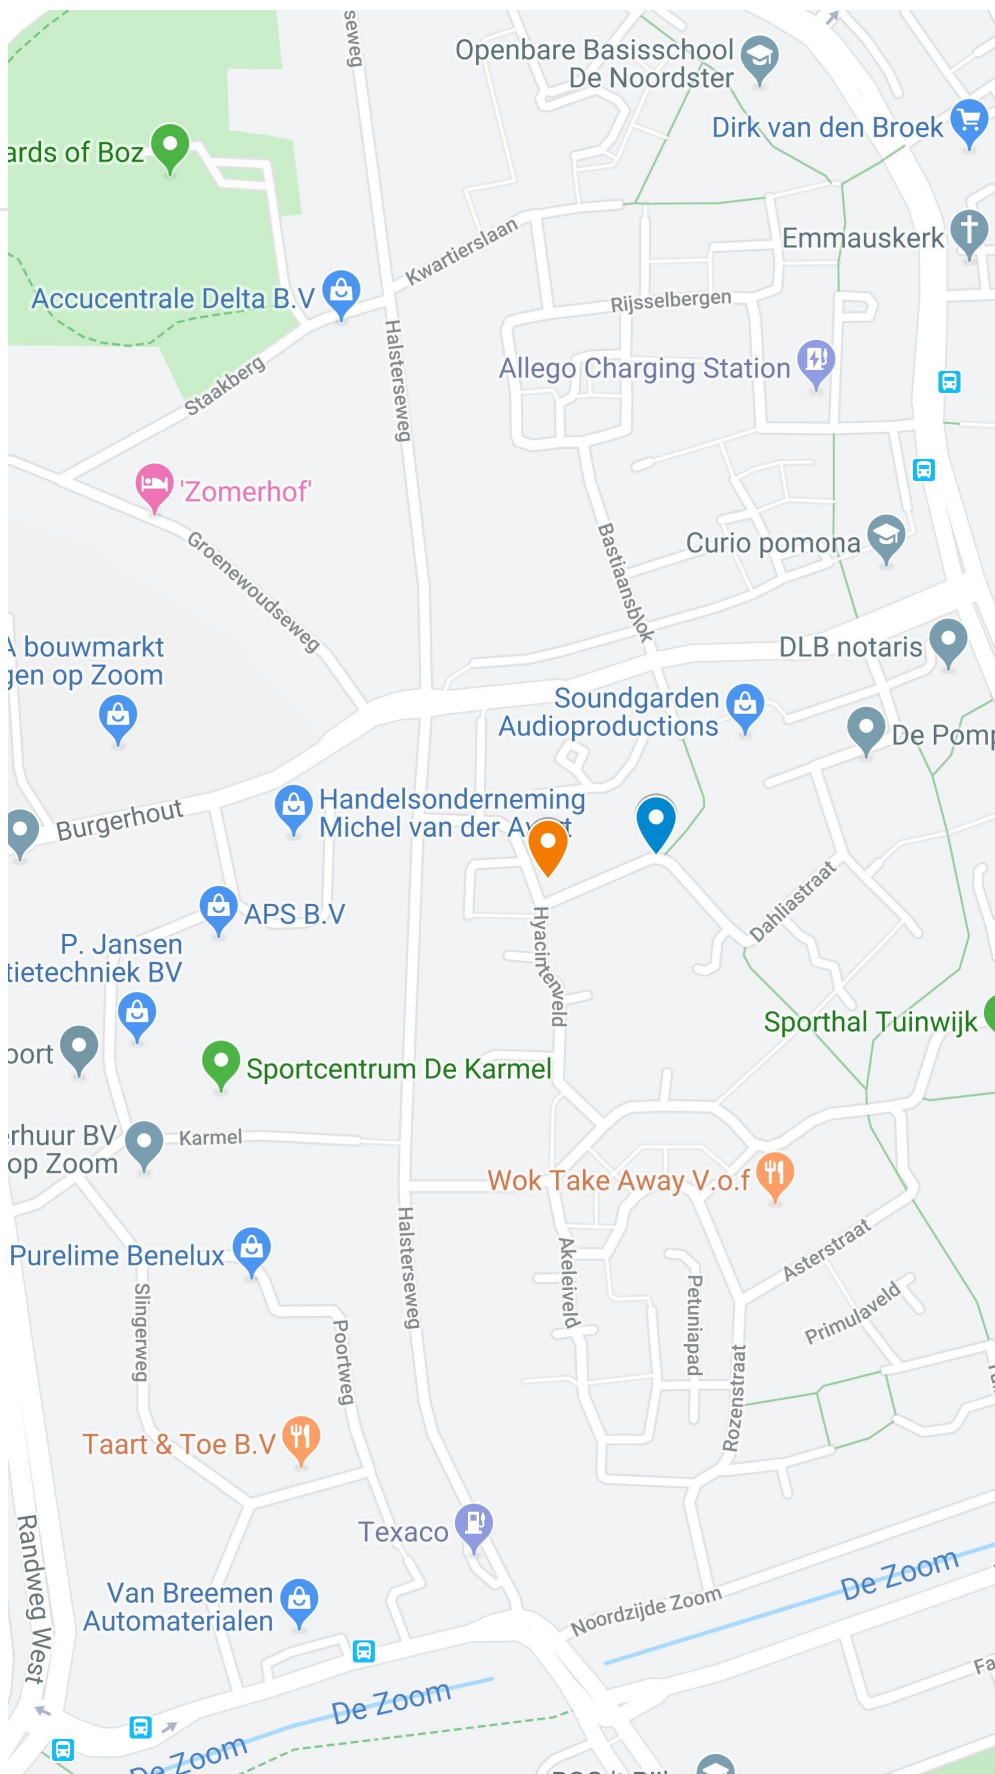 seweg
Openbare Basisschool
De Noordster
Dirk van den Broek
ards of Boz
Kwartierslaan
Emmauskerk
Accucentrale Delta B.V
Rijsselbergen
Halsterseweg
Staakberg
Allego Charging Station
'Zomerhof'
Groenewoudseweg
Bastiaansblok
Curio pomona
A bouwmarkt
gen op Zoom
DLB notaris
Soundgarden
Audioproductions
De Pomp
Burgerhout
Handelsonderneming
Michel van der
APS B.V
Dahliastraat
Hyacintenveld
P. Jansen
tietechniek BV
Sporthal Tuinwijk
oort
Sportcentrum De Karmel
erhuur BV
op Zoom
Karmel
Wok Take Away V.o.f
Halsterseweg
Purelime Benelux
Akeleiveld
Asterstraat
Slingerweg
Petuniapad
Primulaveld
Poortweg
Rozenstraat
Taart & Toe B.V
Randweg West
Texaco
De Zoom
Van Breemen
Automaterialen
Noordzijde Zoom
Fa
De Zoom
De Zoom